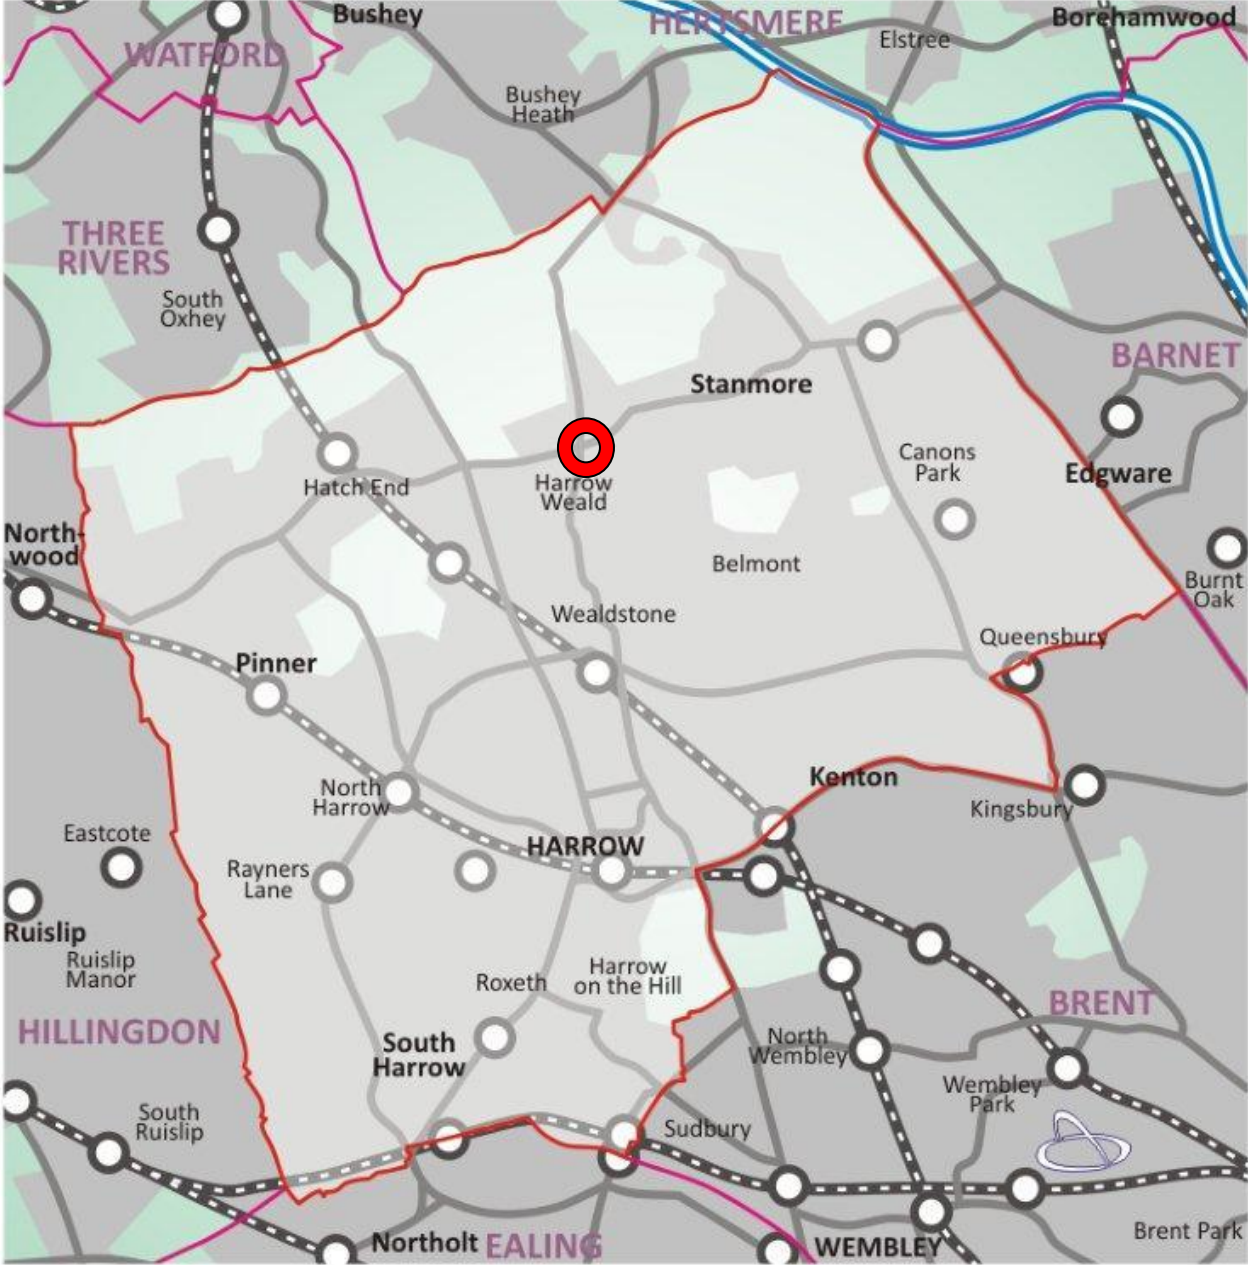 Bushey
HERTSMERE
Borehamwood
WATFORD
Elstree
Bushey
Heath
THREE
RIVERS
South
Oxhey
BARNET
Stanmore
Canons
Park
Edgware
Hatch End
Harrow
Weald
North-
wood
Belmont
Burnt
Oak
Wealdstone
Queensbury
Pinner
North
Harrow
Kenton
Kingsbury
Eastcote
HARROW
Rayners
Lane
Ruislip
Ruislip
Manor
Harrow
on the Hill
Roxeth
HILLINGDON
BRENT
South
Harrow
North
Wembley
Wembley
Park
South
Ruislip
Sudbury
Northolt
EALING
WEMBLEY
Brent Park